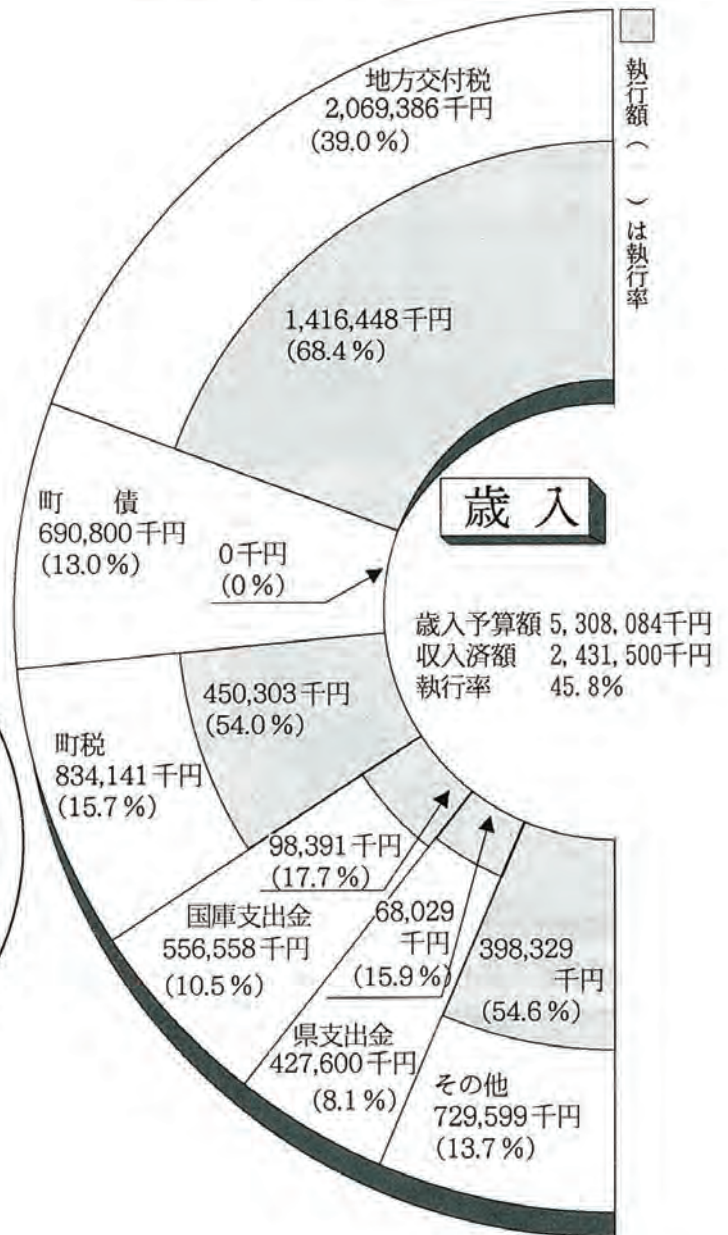 執行額( )は執行率
地方交付税
2,069,386千円
(39.0%)
1,416,448千円
(68.4%)
歳入
町 債
690,800千円
(13.0%)
0千円
(0%)
歳入予算額 5,308,084千円
収入済額 2,431,500千円
執行率 45.8%
450,303千円
(54.0%)
町税
834,141千円
(15.7%)
98,391千円
(17.7%)
国庫支出金
556,558千円
(10.5%)
68,029
千円
(15.9%)
県支出金
427,600千円
(8.1%)
398,329
千円
(54.6%)
その他
729,599千円
(13.7%)